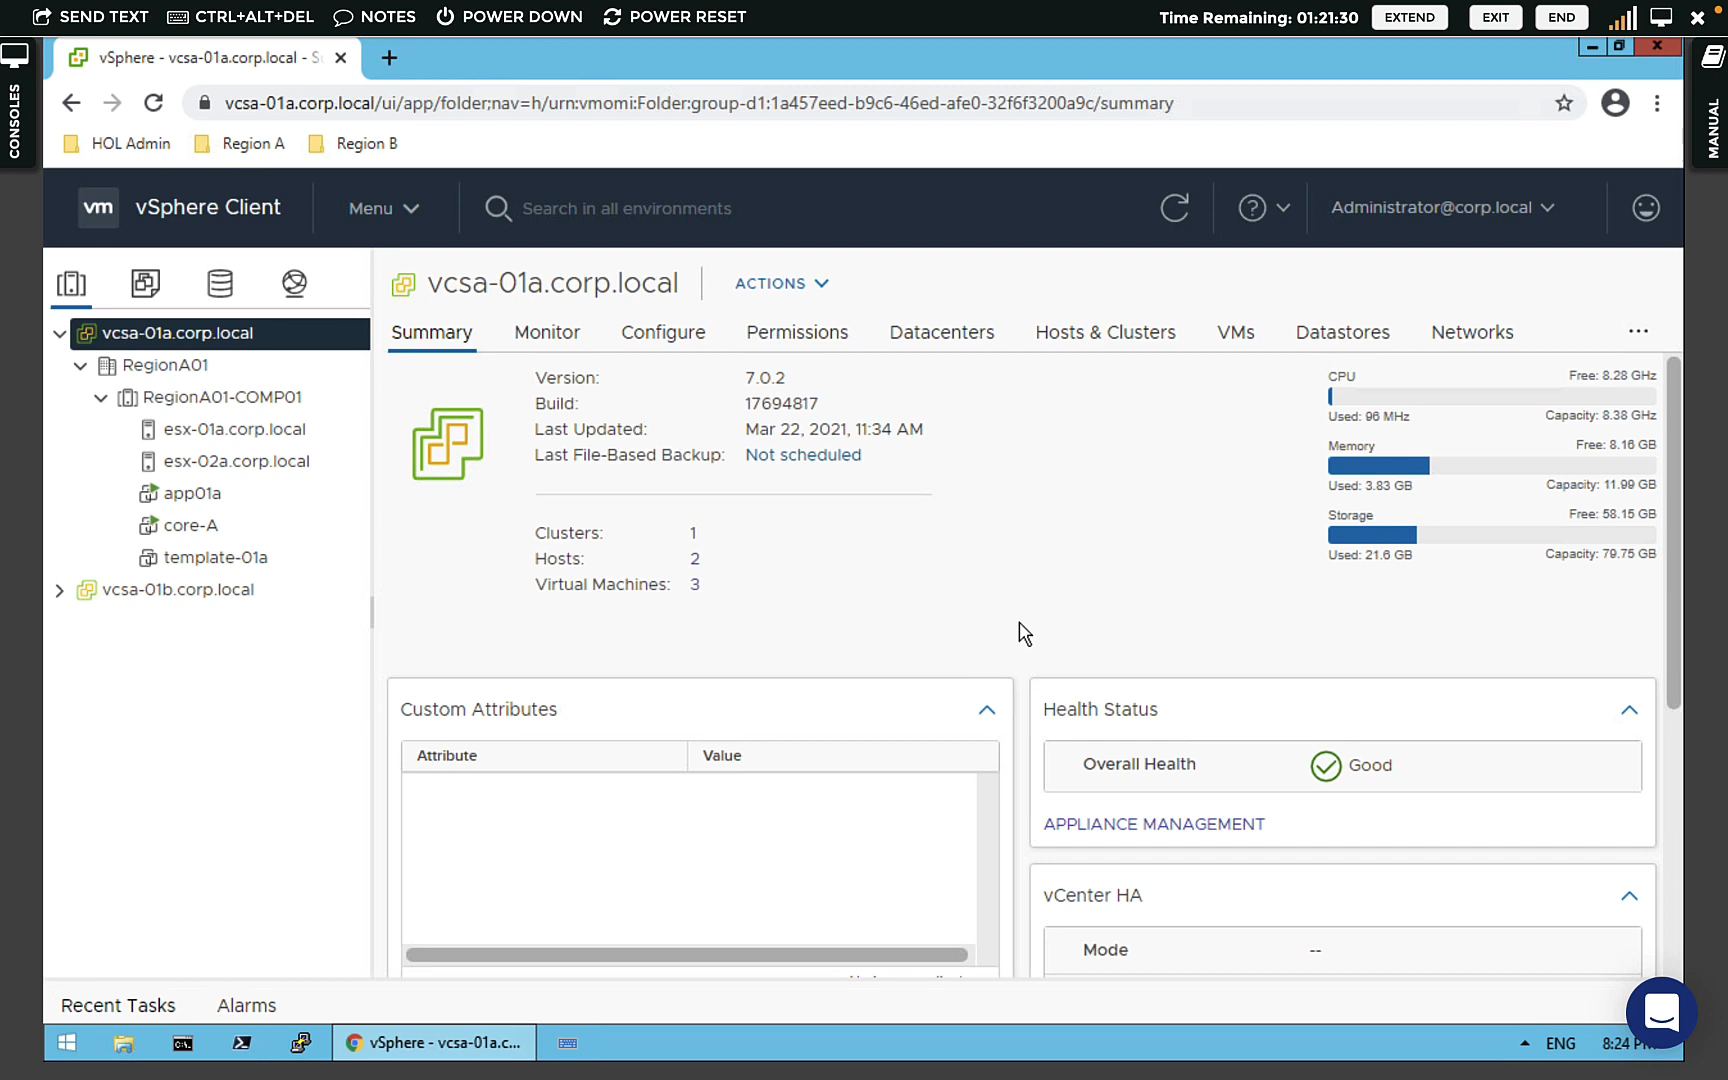 SEND TEXT CTRL+ALT+DEL NOTES POWER DOWN POWER RESET Time Remaining: 01:21:30 EXTEND EXIT END
CONSOLES
MANUAL
vSphere - vcsa-01a.corp.local - S
vcsa-01a.corp.local/ui/app/folder;nav=h/urn:vmomi:Folder:group-d1:1a457eed-b9c6-46ed-afe0-32f6f3200a9c/summary
HOL Admin Region A Region B
vm vSphere Client Menu Search in all environments Administrator@corp.local
vcsa-01a.corp.local
RegionA01
RegionA01-COMP01
esx-01a.corp.local
esx-02a.corp.local
app01a
core-A
template-01a
vcsa-01b.corp.local
vcsa-01a.corp.local ACTIONS
Summary Monitor Configure Permissions Datacenters Hosts & Clusters VMs Datastores Networks ...
Version: 7.0.2
Build: 17694817
Last Updated: Mar 22, 2021, 11:34 AM
Last File-Based Backup: Not scheduled
Clusters: 1
Hosts: 2
Virtual Machines: 3
CPU Free: 8.28 GHz
Used: 96 MHz Capacity: 8.38 GHz
Memory Free: 8.16 GB
Used: 3.83 GB Capacity: 11.99 GB
Storage Free: 58.15 GB
Used: 21.6 GB Capacity: 79.75 GB
Custom Attributes
Attribute Value
Health Status
Overall Health Good
APPLIANCE MANAGEMENT
vCenter HA
Mode --
Recent Tasks Alarms
vSphere - vcsa-01a.c... ENG 8:24 P